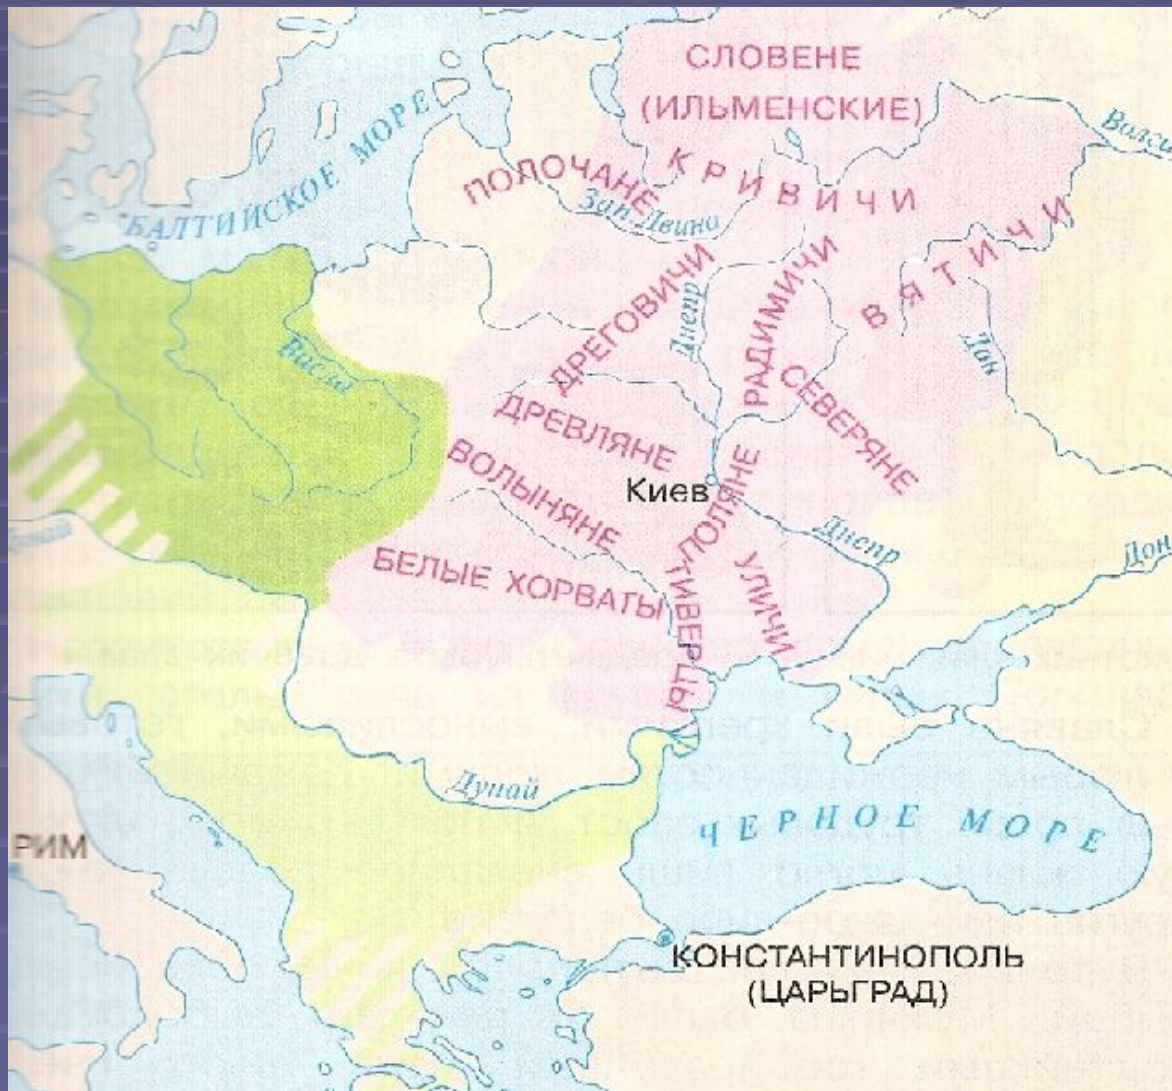 СЛОВЕНЕ
(ИЛЬМЕНСКИЕ)
БАЛТИЙСКОЕ МОРЕ
ПОЛОЧАНЕ
КРИВИЧИ
Зап. Двина
ВЯТИЧИ
ДРЕГОВИЧИ
Днепр
РАДИМИЧИ
Дон
Висла
СЕВЕРЯНЕ
ДРЕВЛЯНЕ
ВОЛЫНЯНЕ
Киев
ПОЛЯНЕ
Днепр
Дон
БЕЛЫЕ ХОРВАТЫ
ТИВЕРЦЫ
УЛИЧИ
Дунай
ЧЕРНОЕ МОРЕ
РИМ
КОНСТАНТИНОПОЛЬ
(ЦАРЬГРАД)